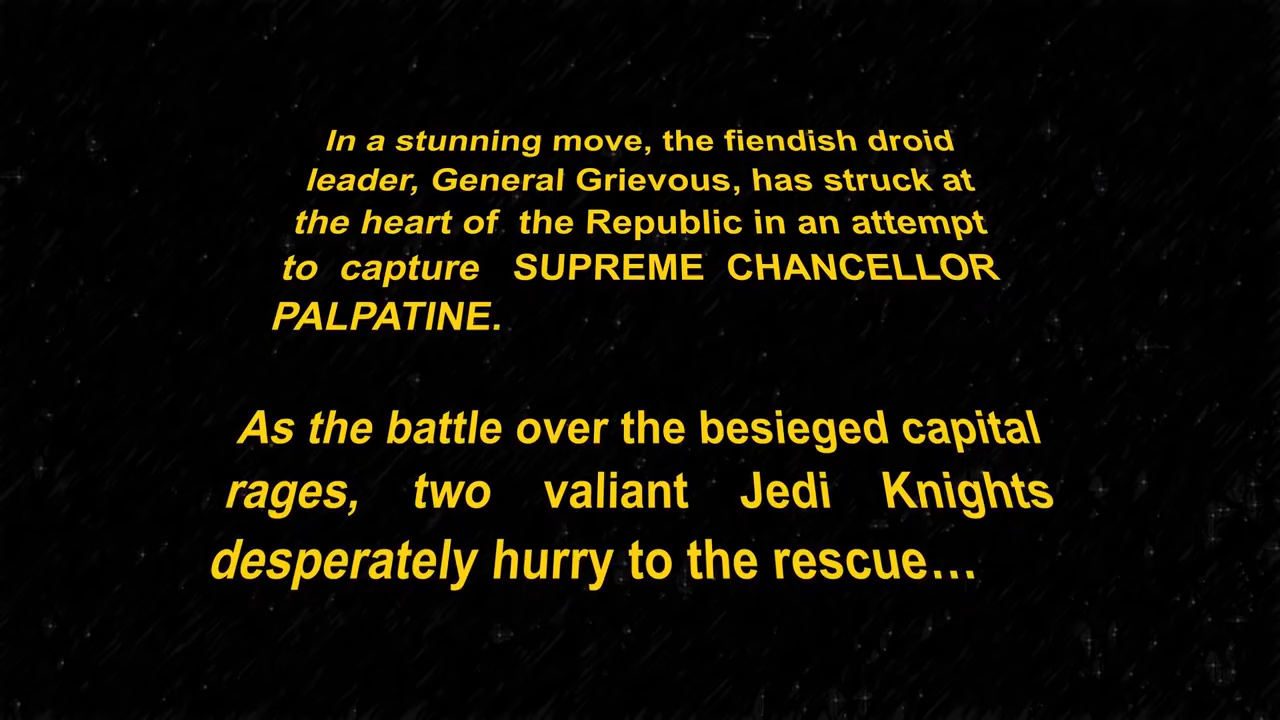 In a stunning move, the fiendish droid
leader, General Grievous, has struck at
the heart of the Republic in an attempt
to capture SUPREME CHANCELLOR
PALPATINE.
As the battle over the besieged capital
rages, two valiant Jedi Knights
desperately hurry to the rescue…